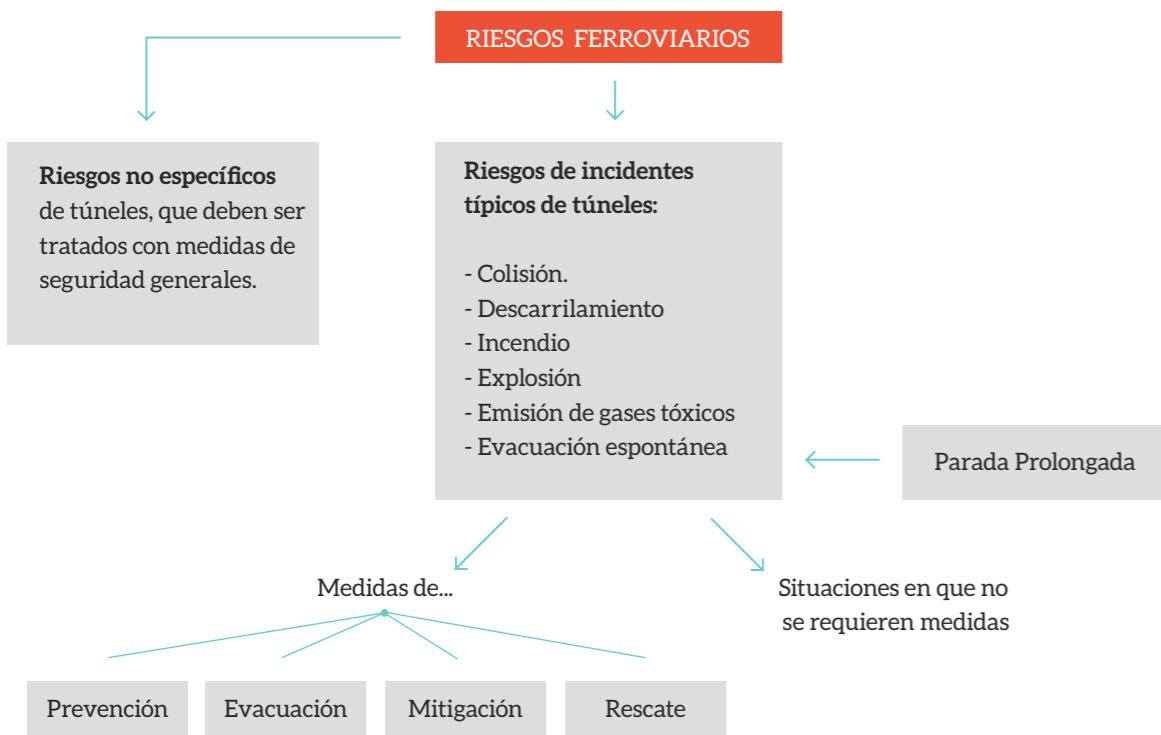 RIESGOS FERROVIARIOS
Riesgos no específicos
de túneles, que deben ser
tratados con medidas de
seguridad generales.
Riesgos de incidentes
típicos de túneles:
- Colisión.
- Descarrilamiento
- Incendio
- Explosión
- Emisión de gases tóxicos
- Evacuación espontánea
Parada Prolongada
Medidas de...
Situaciones en que no
se requieren medidas
Prevención
Evacuación
Mitigación
Rescate